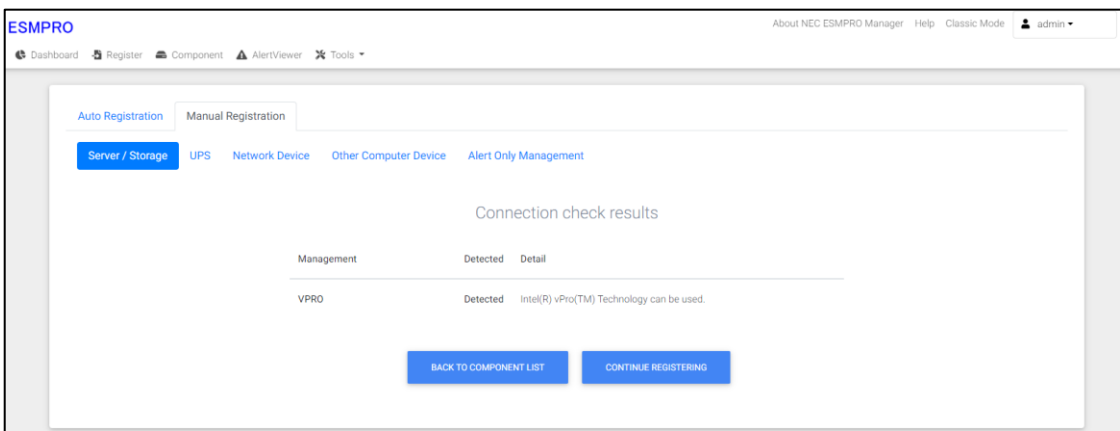 ESMPRO
About NEC ESMPRO Manager Help Classic Mode admin
Dashboard Register Component AlertViewer Tools
Auto Registration Manual Registration
Server / Storage UPS Network Device Other Computer Device Alert Only Management
Connection check results
Management Detected Detail
VPRO Detected Intel(R) vPro(TM) Technology can be used.
BACK TO COMPONENT LIST CONTINUE REGISTERING